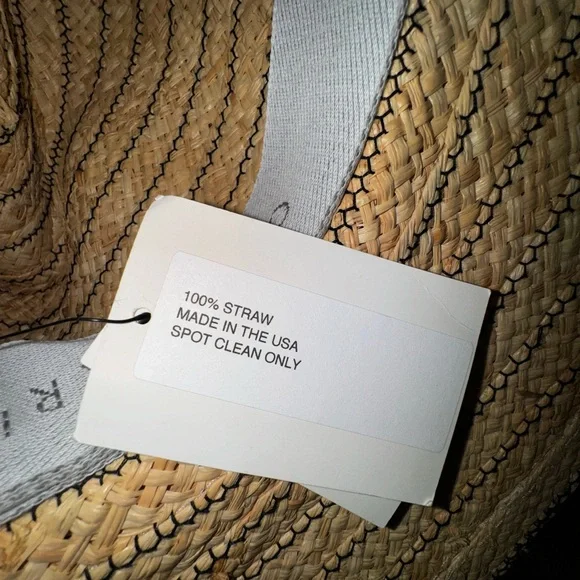 100% STRAW
MADE IN THE USA
SPOT CLEAN ONLY